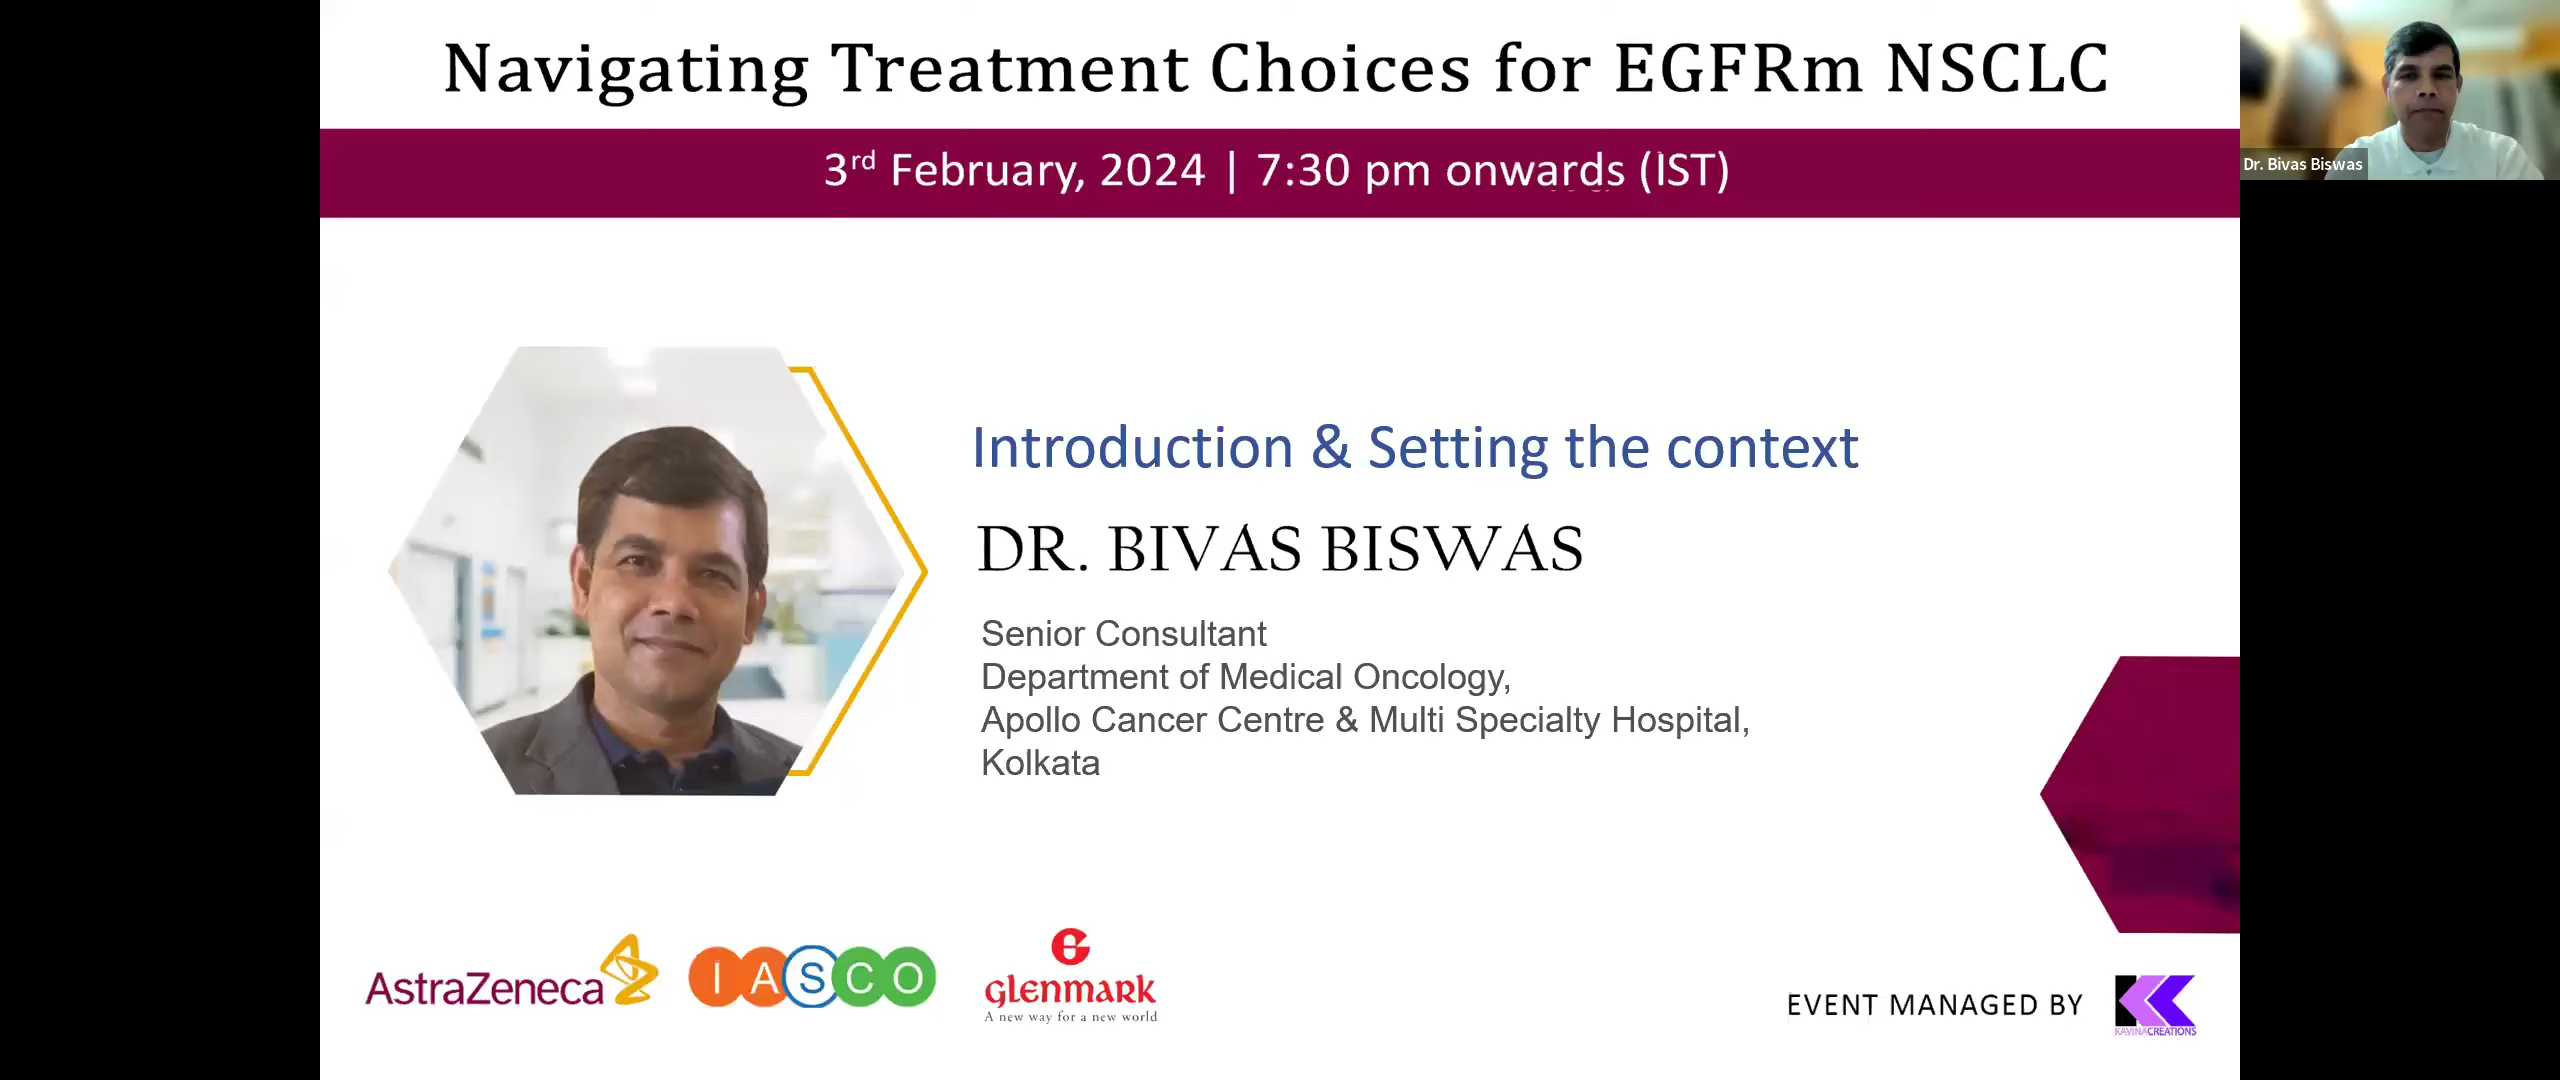 Navigating Treatment Choices for EGFRm NSCLC
3rd February, 2024 | 7:30 pm onwards (IST)
Dr. Bivas Biswas
Introduction & Setting the context
DR. BIVAS BISWAS
Senior Consultant
Department of Medical Oncology,
Apollo Cancer Centre & Multi Specialty Hospital,
Kolkata
AstraZeneca
IASCO
glenmark
A new way for a new world
EVENT MANAGED BY
KAVINACREATIONS